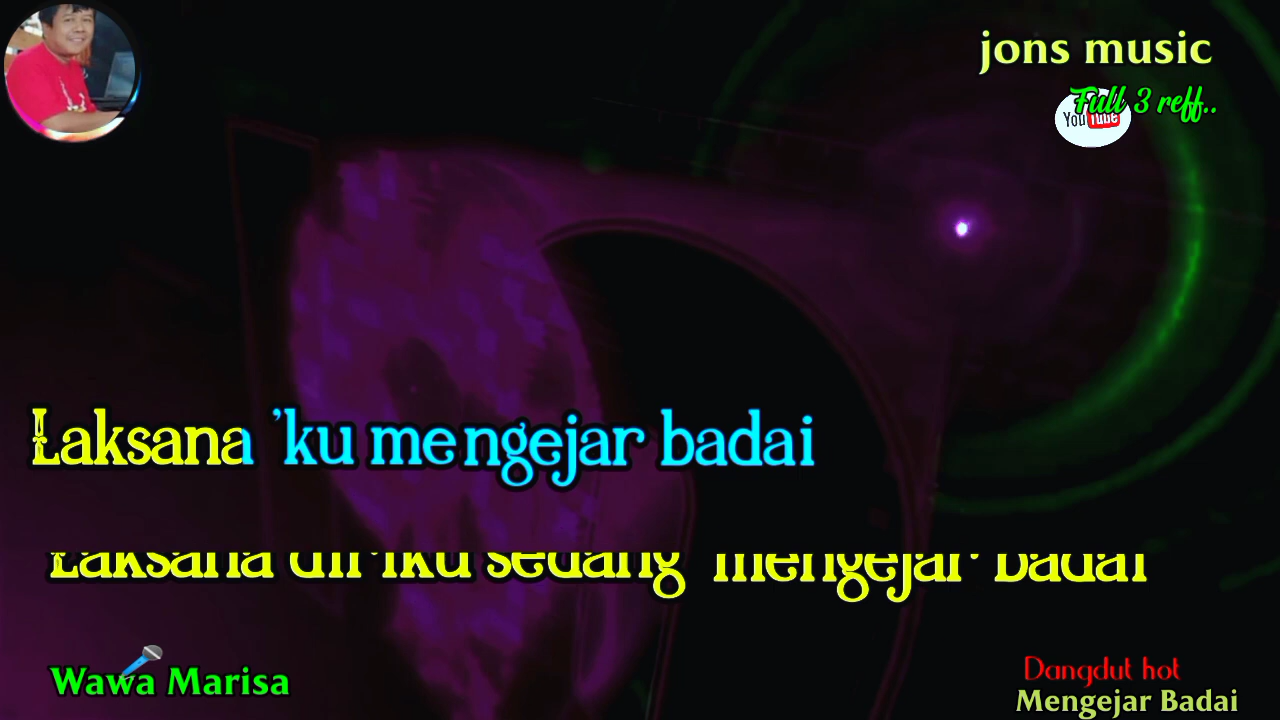 jons music
Full 3 reff..
YouTube
Laksana 'ku mengejar badai
Laksana diriku sedang mengejar badai
Wawa Marisa
Dangdut hot
Mengejar Badai